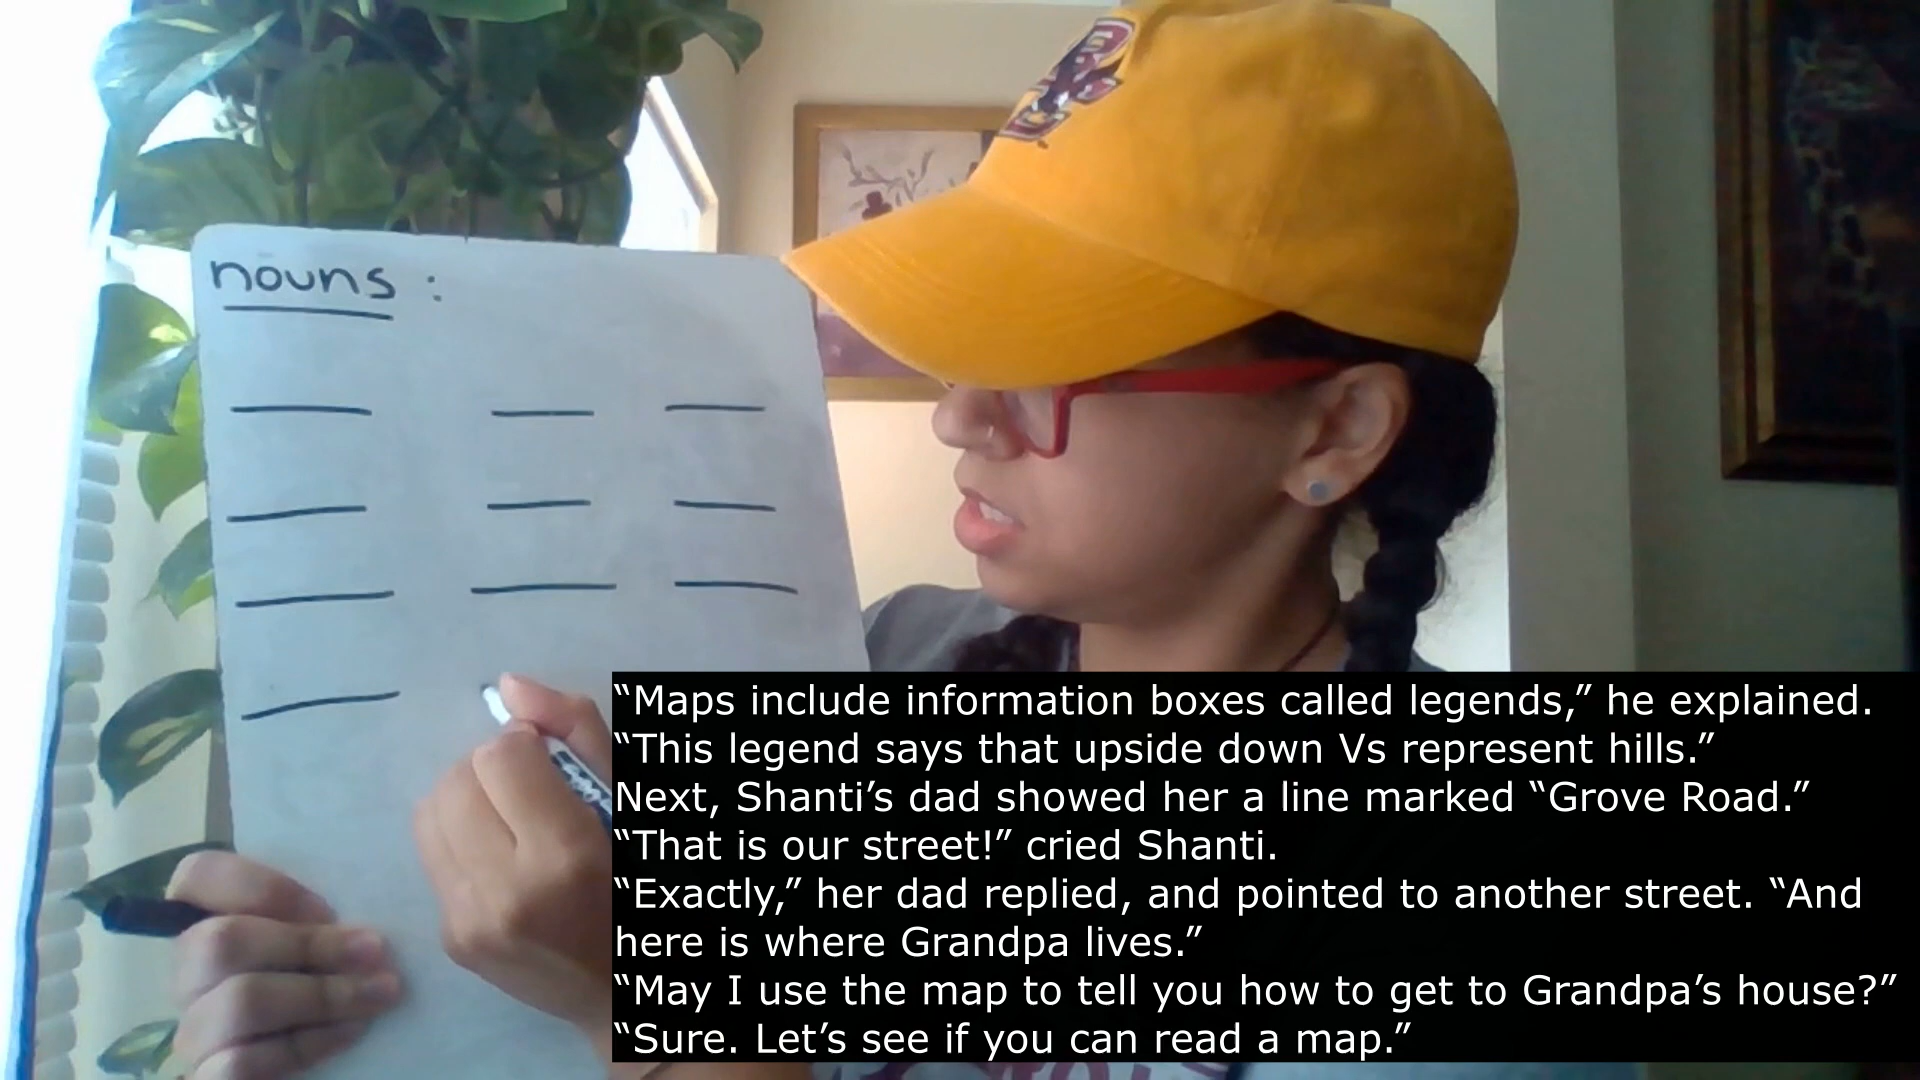 nouns :
“Maps include information boxes called legends,” he explained.
“This legend says that upside down Vs represent hills.”
Next, Shanti’s dad showed her a line marked “Grove Road.”
“That is our street!” cried Shanti.
“Exactly,” her dad replied, and pointed to another street. “And
here is where Grandpa lives.”
“May I use the map to tell you how to get to Grandpa’s house?”
“Sure. Let’s see if you can read a map.”